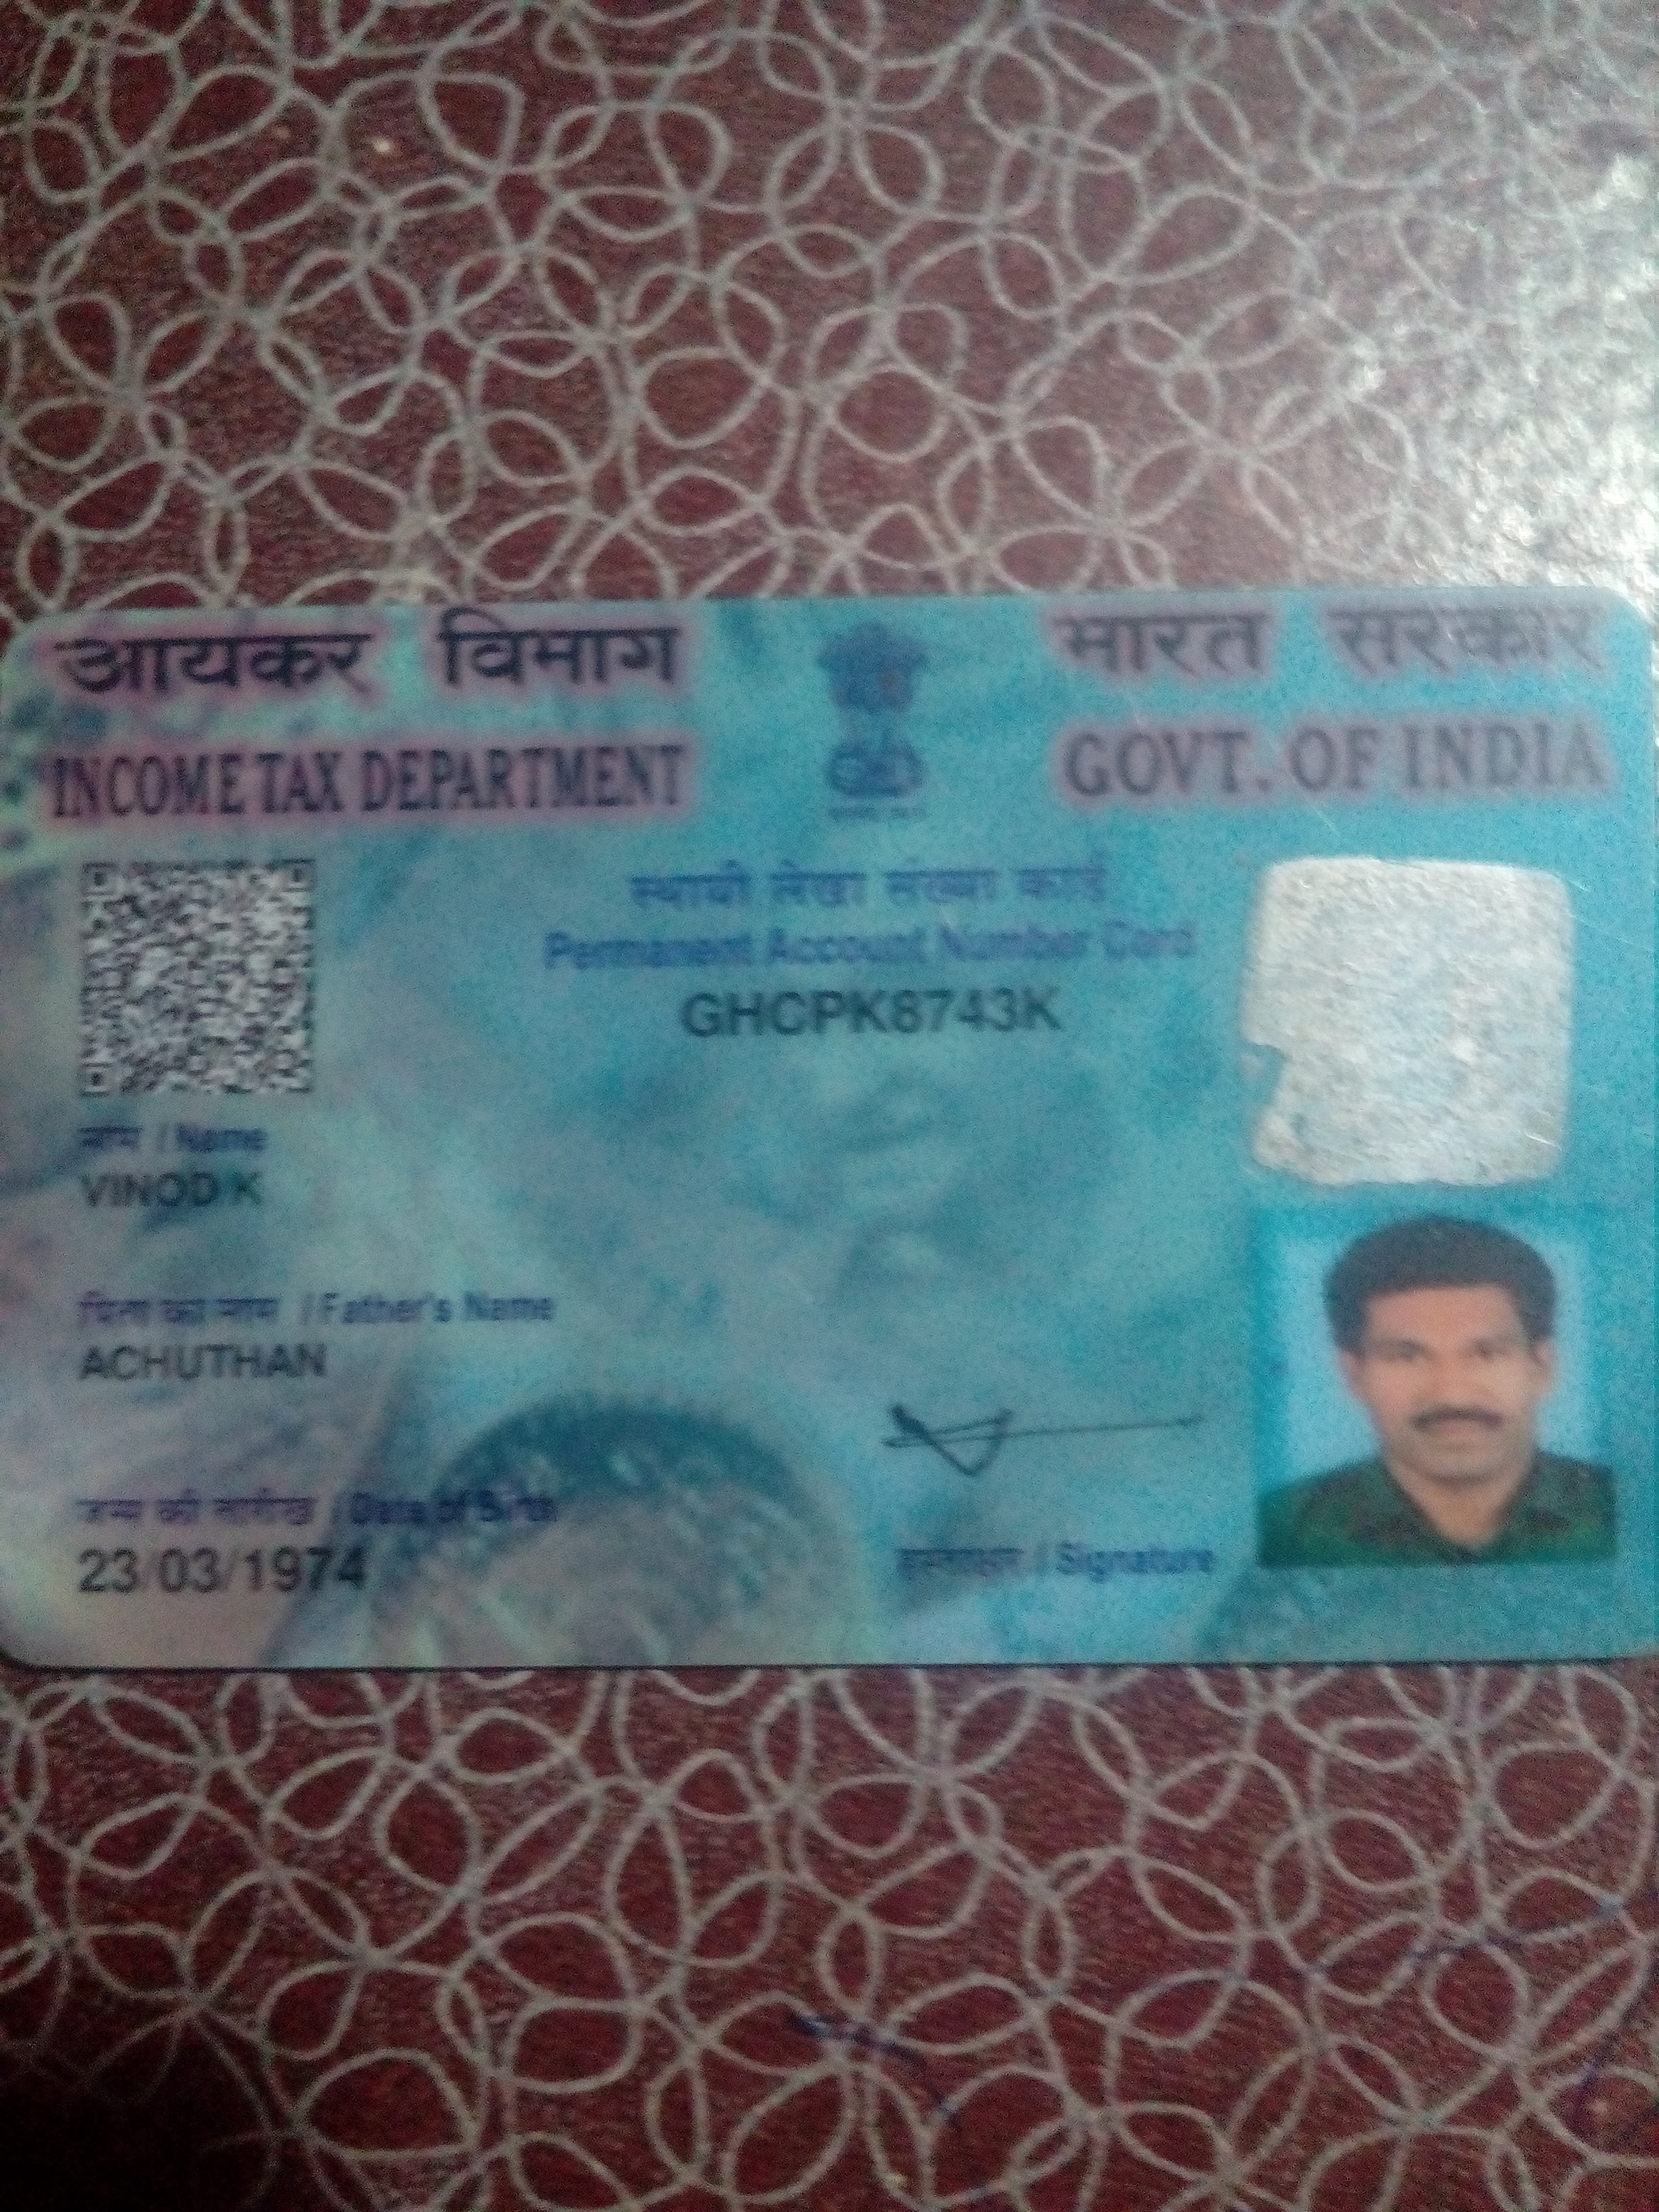 आयकर विभाग
INCOME TAX DEPARTMENT
भारत सरकार
GOVT. OF INDIA
स्थायी लेखा संख्या कार्ड
Permanent Account Number Card
GHCPK8743K
नाम / Name
VINOD K
पिता का नाम / Father's Name
ACHUTHAN
जन्म की तारीख / Date of Birth
23/03/1974
हस्ताक्षर / Signature